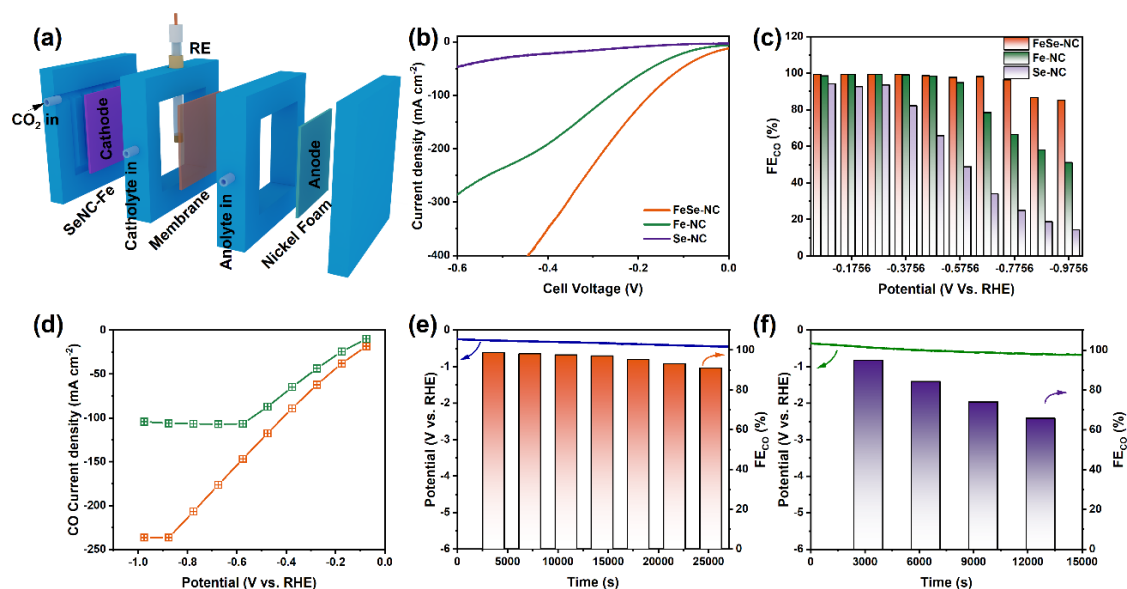 (a)
RE
CO2 in
Cathode
SeNC-Fe
Catholyte in
Membrane
Anolyte in
Nickel Foam
Anode
(b)
0
-50
-100
-150
-200
-250
-300
-350
-400
-0.6 -0.4 -0.2 0.0
Current density (mA cm-2)
Cell Voltage (V)
FeSe-NC
Fe-NC
Se-NC
(c)
120
100
80
60
40
20
0
-0.1756 -0.3756 -0.5756 -0.7756 -0.9756
FECO (%)
Potential (V Vs. RHE)
FeSe-NC
Fe-NC
Se-NC
(d)
0
-50
-100
-150
-200
-250
-1.0 -0.8 -0.6 -0.4 -0.2 0.0
CO Current density (mA cm-2)
Potential (V vs. RHE)
(e)
0
-1
-2
-3
-4
-5
-6
0 5000 10000 15000 20000 25000
100
80
60
40
20
0
Potential (V vs. RHE)
FECO (%)
Time (s)
(f)
0
-1
-2
-3
-4
-5
-6
0 3000 6000 9000 12000 15000
100
80
60
40
20
0
Potential (V vs. RHE)
FECO (%)
Time (s)